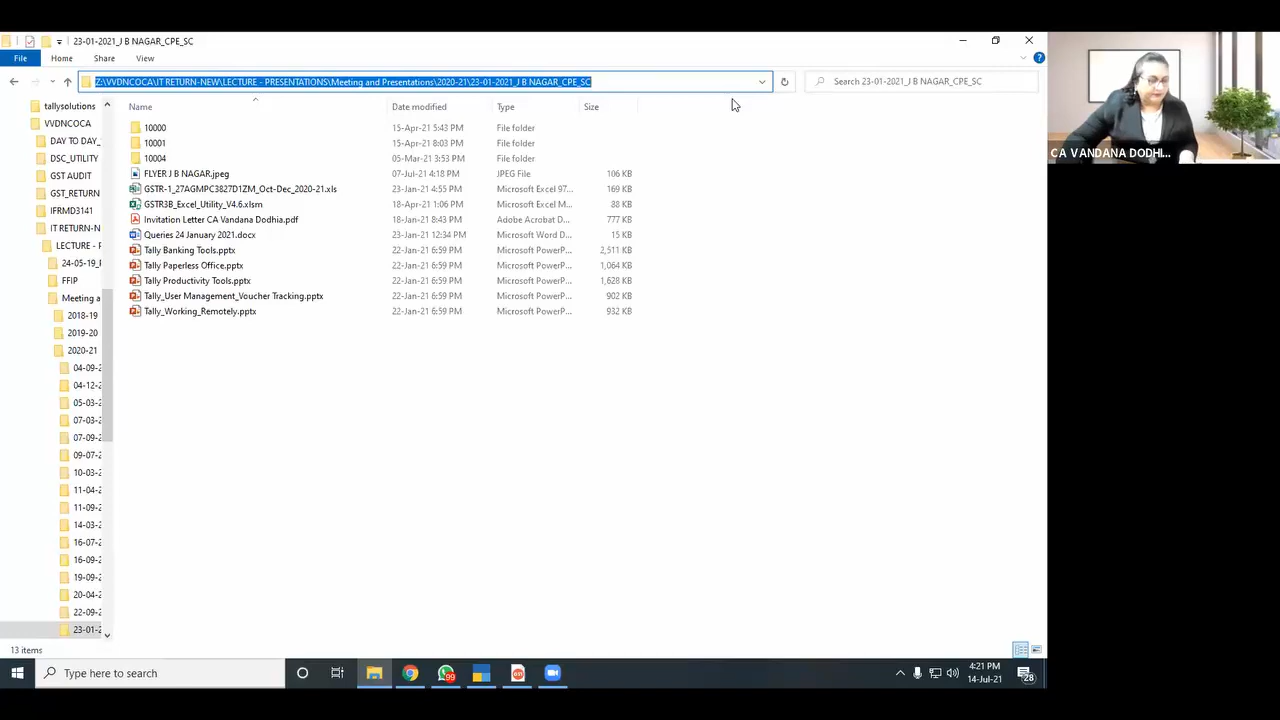 23-01-2021_J B NAGAR_CPE_SC
File Home Share View
Z:\VVDNCOCA\IT RETURN-NEW\LECTURE - PRESENTATIONS\Meeting and Presentations\2020-21\23-01-2021_J B NAGAR_CPE_SC
Search 23-01-2021_J B NAGAR_CPE_SC
Name Date modified Type Size
10000 15-Apr-21 5:43 PM File folder
10001 15-Apr-21 8:03 PM File folder
10004 05-Mar-21 3:53 PM File folder
FLYER J B NAGAR.jpeg 07-Jul-21 4:18 PM JPEG File 106 KB
GSTR-1_27AGMPC3827D1ZM_Oct-Dec_2020-21.xls 23-Jan-21 4:55 PM Microsoft Excel 97... 169 KB
GSTR3B_Excel_Utility_V4.6.xlsm 18-Apr-21 1:06 PM Microsoft Excel M... 88 KB
Invitation Letter CA Vandana Dodhia.pdf 18-Jan-21 8:43 PM Adobe Acrobat D... 777 KB
Queries 24 January 2021.docx 23-Jan-21 12:34 PM Microsoft Word D... 15 KB
Tally Banking Tools.pptx 22-Jan-21 6:59 PM Microsoft PowerP... 2,511 KB
Tally Paperless Office.pptx 22-Jan-21 6:59 PM Microsoft PowerP... 1,064 KB
Tally Productivity Tools.pptx 22-Jan-21 6:59 PM Microsoft PowerP... 1,628 KB
Tally_User Management_Voucher Tracking.pptx 22-Jan-21 6:59 PM Microsoft PowerP... 902 KB
Tally_Working_Remotely.pptx 22-Jan-21 6:59 PM Microsoft PowerP... 932 KB
tallysolutions
VVDNCOCA
DAY TO DAY_
DSC_UTILITY
GST AUDIT
GST_RETURN
IFRMD3141
IT RETURN-N
LECTURE - P
24-05-19_
FFIP
Meeting a
2018-19
2019-20
2020-21
04-09-2
04-12-2
05-03-2
07-03-2
07-09-2
09-07-2
10-03-2
11-04-2
11-09-2
14-03-2
16-07-2
16-09-2
19-09-2
20-04-2
22-09-2
23-01-2
13 items
CA VANDANA DODHI...
Type here to search
99
4:21 PM
14-Jul-21
28